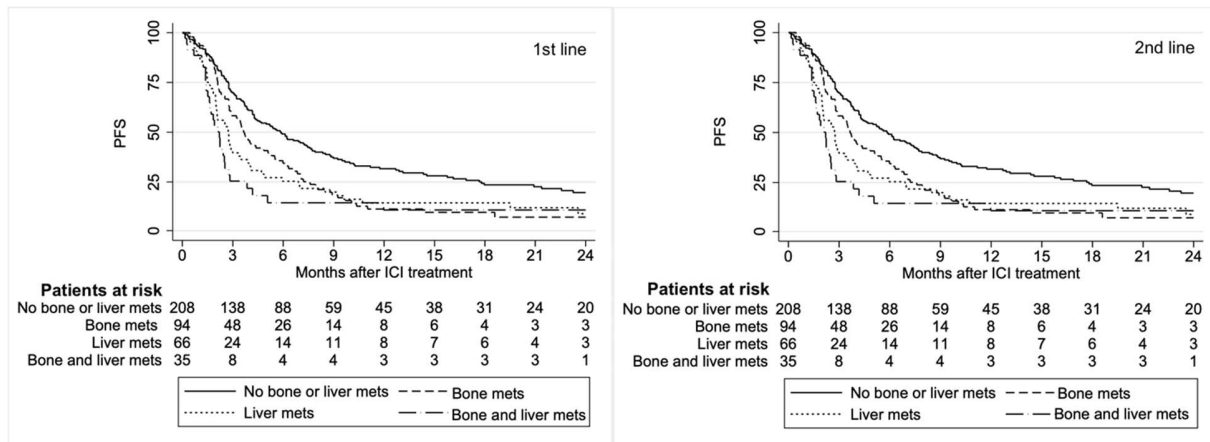 1st line
100
75
50
25
0
PFS
0 3 6 9 12 15 18 21 24
Months after ICI treatment
Patients at risk
No bone or liver mets 208 138 88 59 45 38 31 24 20
Bone mets 94 48 26 14 8 6 4 3 3
Liver mets 66 24 14 11 8 7 6 4 3
Bone and liver mets 35 8 4 4 3 3 3 3 1
No bone or liver mets Bone mets
Liver mets Bone and liver mets
2nd line
100
75
50
25
0
PFS
0 3 6 9 12 15 18 21 24
Months after ICI treatment
Patients at risk
No bone or liver mets 208 138 88 59 45 38 31 24 20
Bone mets 94 48 26 14 8 6 4 3 3
Liver mets 66 24 14 11 8 7 6 4 3
Bone and liver mets 35 8 4 4 3 3 3 3 1
No bone or liver mets Bone mets
Liver mets Bone and liver mets